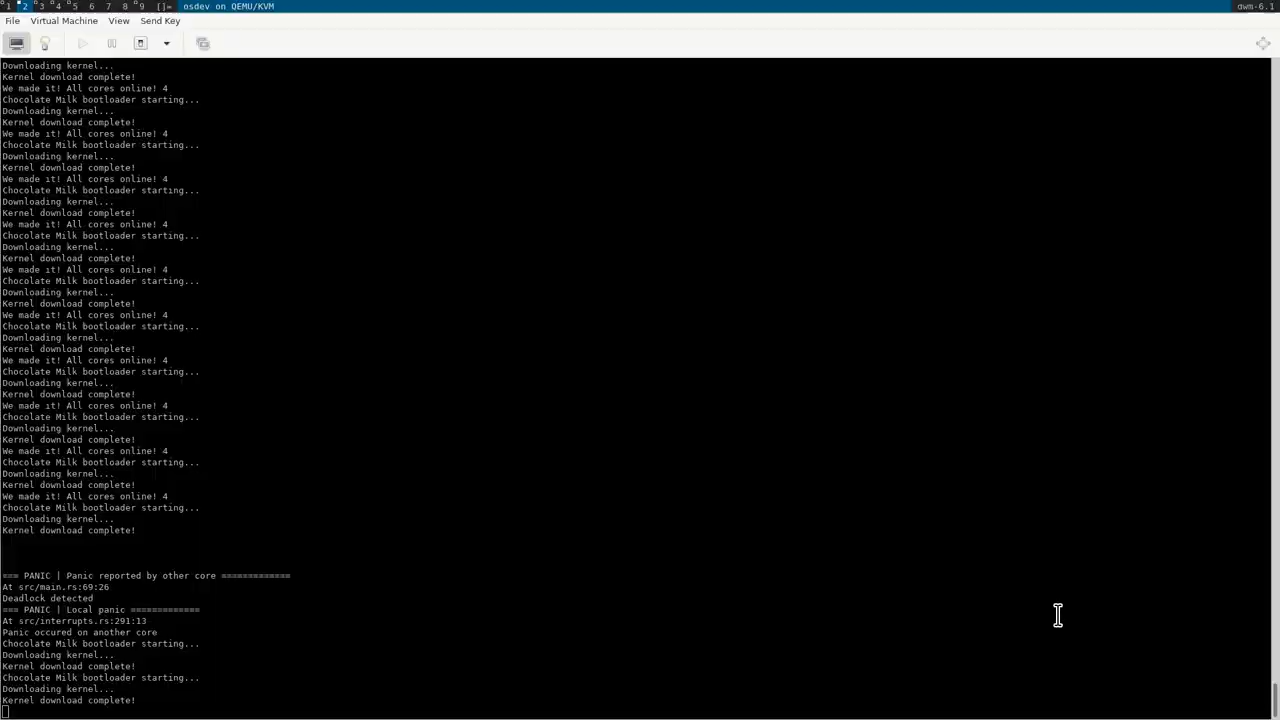 1 2 3 4 5 6 7 8 9 []= osdev on QEMU/KVM dwm-6.1
File Virtual Machine View Send Key
Downloading kernel...
Kernel download complete!
We made it! All cores online! 4
Chocolate Milk bootloader starting...
Downloading kernel...
Kernel download complete!
We made it! All cores online! 4
Chocolate Milk bootloader starting...
Downloading kernel...
Kernel download complete!
We made it! All cores online! 4
Chocolate Milk bootloader starting...
Downloading kernel...
Kernel download complete!
We made it! All cores online! 4
Chocolate Milk bootloader starting...
Downloading kernel...
Kernel download complete!
We made it! All cores online! 4
Chocolate Milk bootloader starting...
Downloading kernel...
Kernel download complete!
We made it! All cores online! 4
Chocolate Milk bootloader starting...
Downloading kernel...
Kernel download complete!
We made it! All cores online! 4
Chocolate Milk bootloader starting...
Downloading kernel...
Kernel download complete!
We made it! All cores online! 4
Chocolate Milk bootloader starting...
Downloading kernel...
Kernel download complete!
We made it! All cores online! 4
Chocolate Milk bootloader starting...
Downloading kernel...
Kernel download complete!
We made it! All cores online! 4
Chocolate Milk bootloader starting...
Downloading kernel...
Kernel download complete!
=== PANIC | Panic reported by other core =============
At src/main.rs:69:26
Deadlock detected
=== PANIC | Local panic =============
At src/interrupts.rs:291:13
Panic occured on another core
Chocolate Milk bootloader starting...
Downloading kernel...
Kernel download complete!
Chocolate Milk bootloader starting...
Downloading kernel...
Kernel download complete!